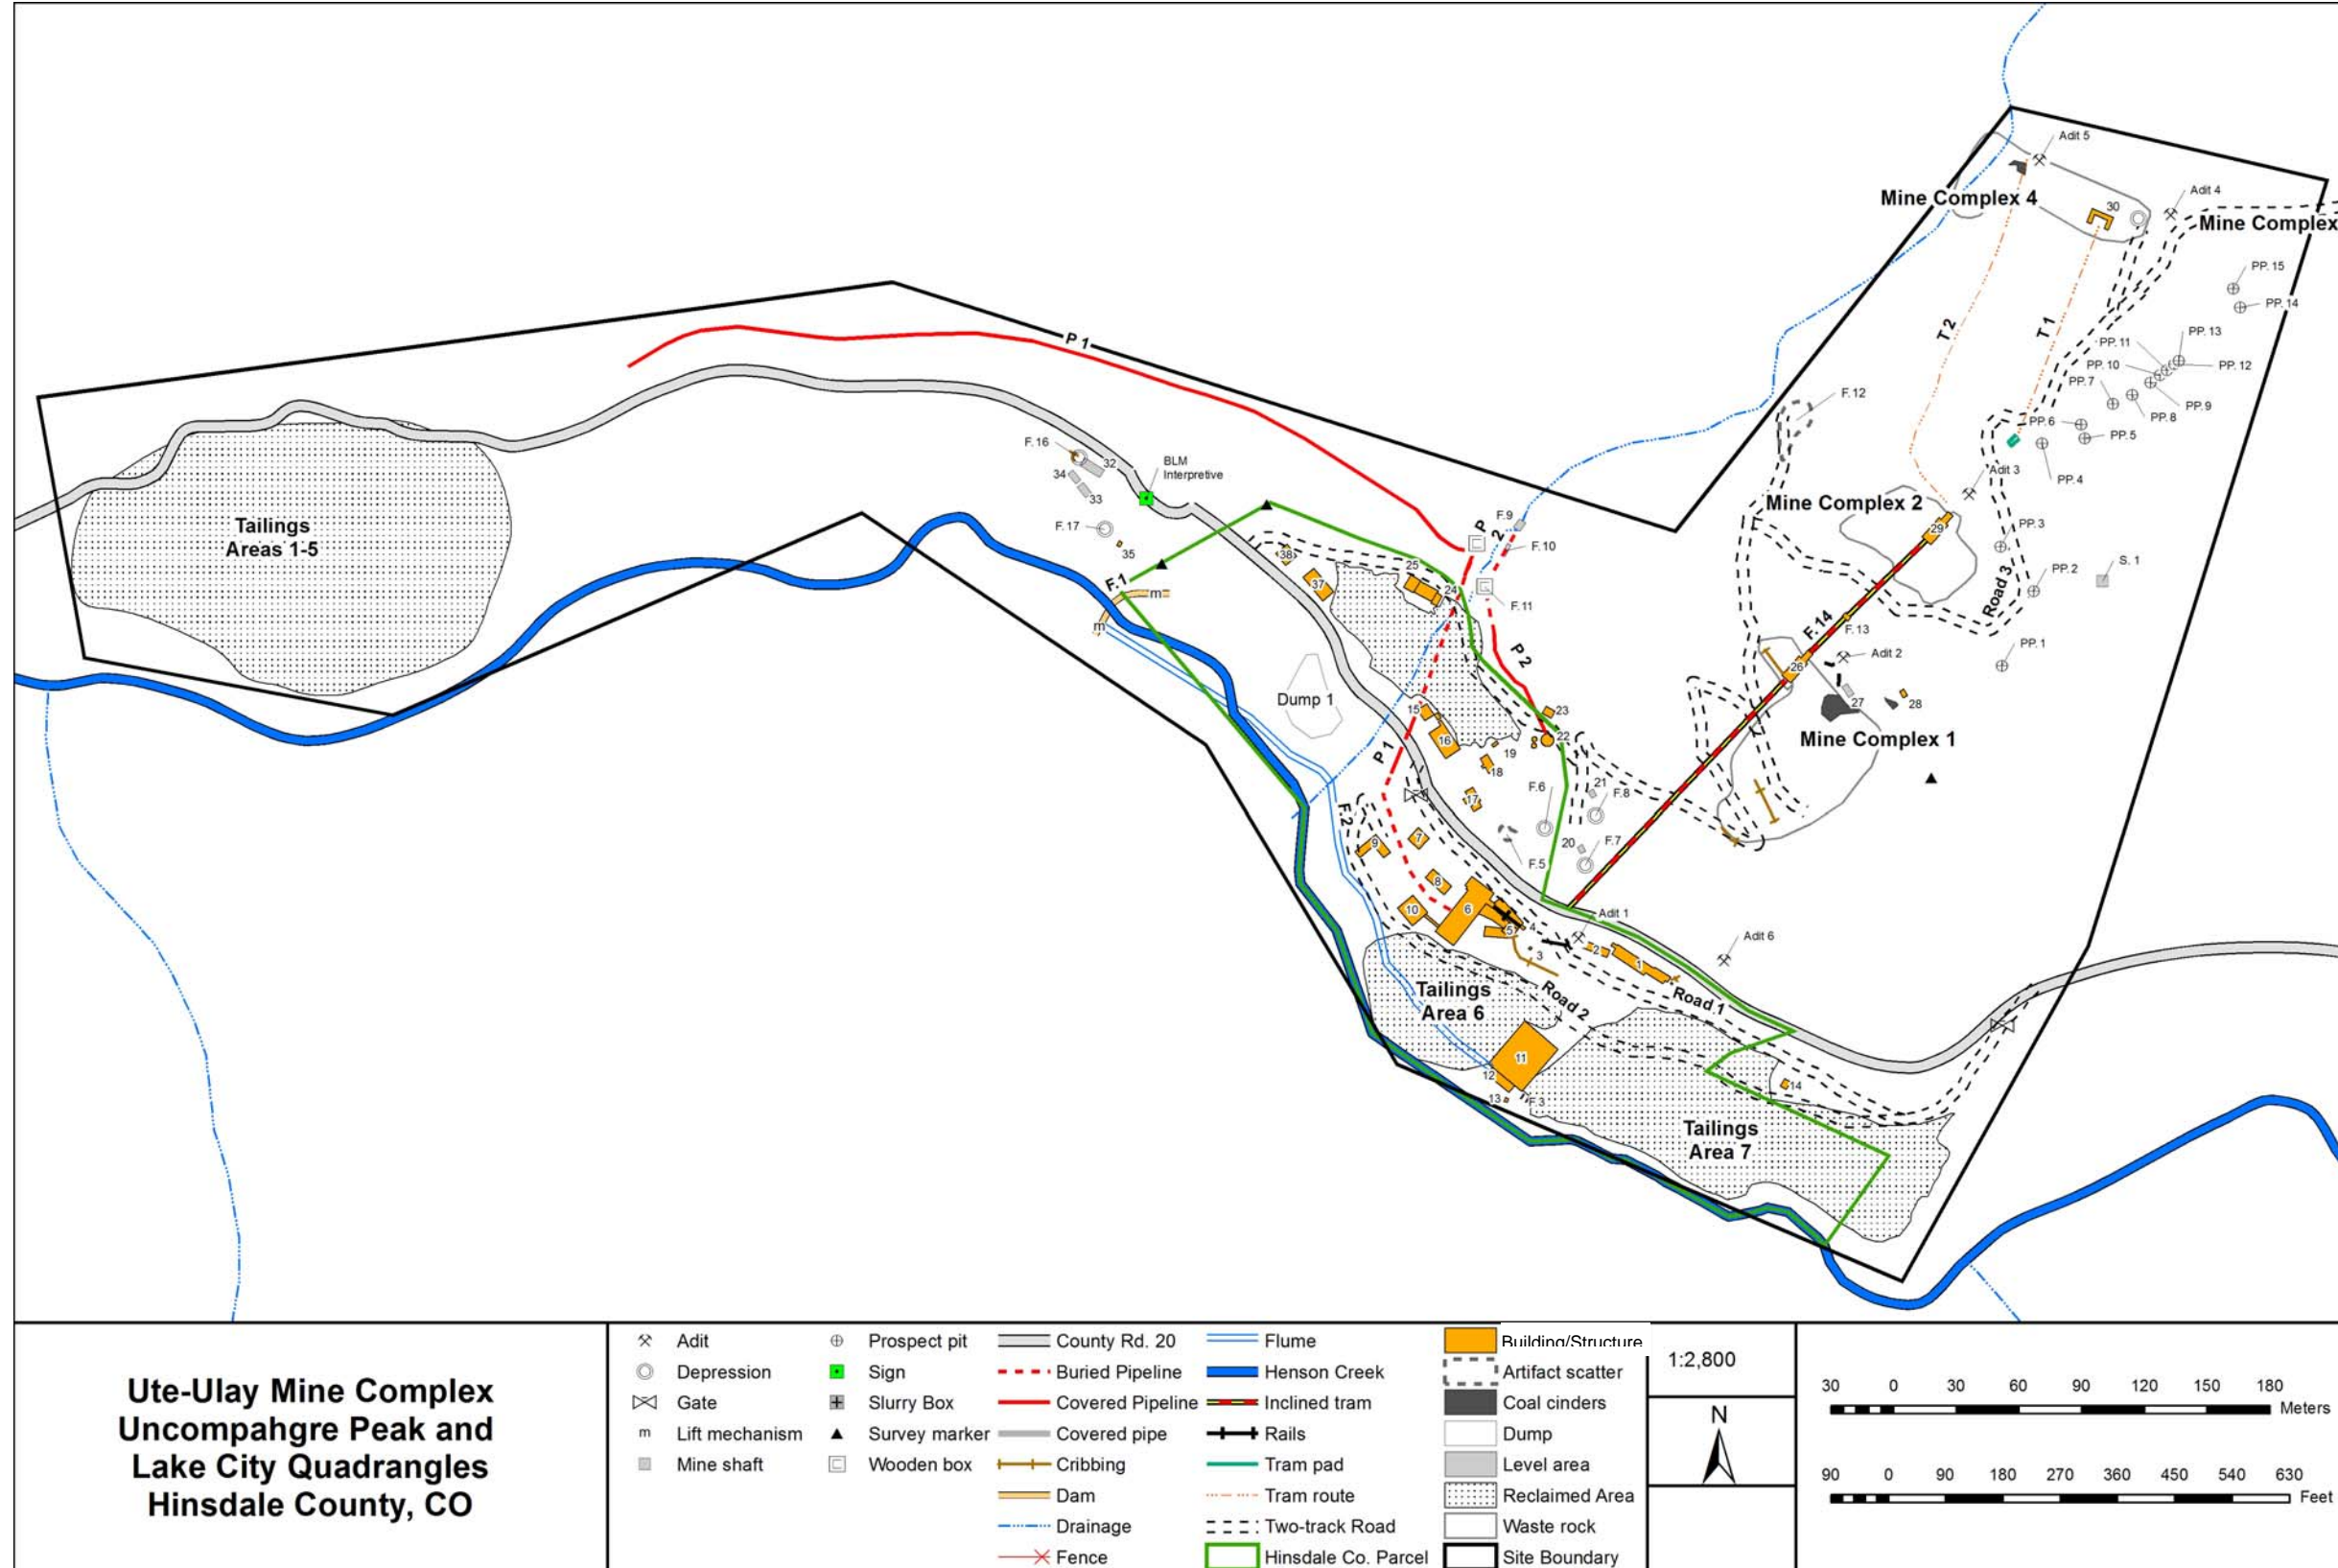 Adit 5
Mine Complex 4
Adit 4
30
Mine Complex
PP. 15
PP. 14
P 1
T 2
T 1
PP. 13
PP. 11
PP. 12
PP. 10
PP. 7
PP. 9
PP. 8
F. 12
PP. 6
PP. 5
PP. 4
F. 16
32
34
33
BLM
Interpretive
Adit 3
Mine Complex 2
29
Tailings
Areas 1-5
F. 17
35
P 2
F. 9
F. 10
PP. 3
PP. 2
S. 1
38
37
25
24
F. 11
F.1
m
m
Road 3
F. 14
F. 13
P 2
Adit 2
PP. 1
26
27
28
Dump 1
15
16
23
22
19
18
P 1
Mine Complex 1
17
F. 6
21
F. 8
F.2
7
9
20
F. 7
F. 5
8
10
6
5
4
3
Adit 1
2
1
Adit 6
Tailings
Area 6
Road 2
Road 1
11
12
13
F. 3
14
Tailings
Area 7
Ute-Ulay Mine Complex
Uncompahgre Peak and
Lake City Quadrangles
Hinsdale County, CO
Adit
Depression
Gate
m Lift mechanism
Mine shaft
Prospect pit
Sign
Slurry Box
Survey marker
Wooden box
County Rd. 20
Buried Pipeline
Covered Pipeline
Covered pipe
Cribbing
Dam
Drainage
Fence
Flume
Henson Creek
Inclined tram
Rails
Tram pad
Tram route
Two-track Road
Hinsdale Co. Parcel
Building/Structure
Artifact scatter
Coal cinders
Dump
Level area
Reclaimed Area
Waste rock
Site Boundary
1:2,800
N
30 0 30 60 90 120 150 180
Meters
90 0 90 180 270 360 450 540 630
Feet